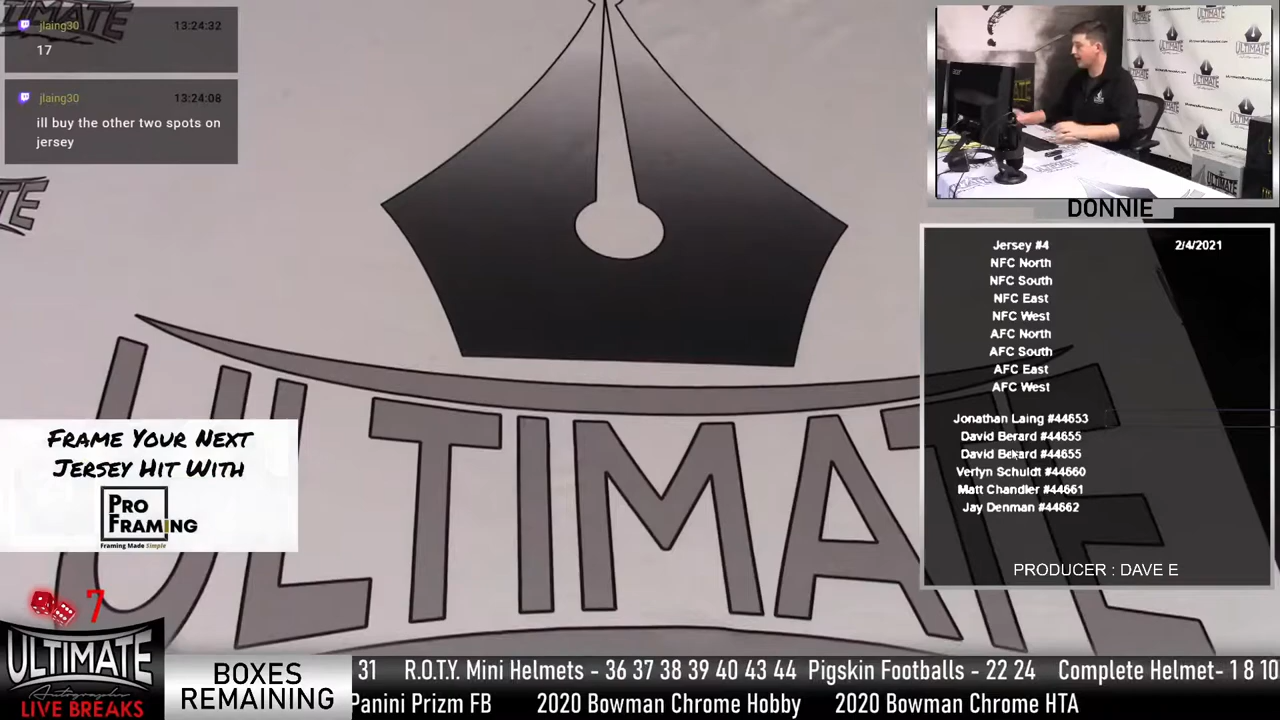 jlaing30 13:24:32
17
jlaing30 13:24:08
ill buy the other two spots on
jersey
DONNIE
Jersey #4 2/4/2021
NFC North
NFC South
NFC East
NFC West
AFC North
AFC South
AFC East
AFC West
Jonathan Laing #44653
David Berard #44655
David Berard #44655
Verlyn Schuldt #44660
Matt Chandler #44661
Jay Denman #44662
PRODUCER : DAVE E
ULTIMATE
FRAME YOUR NEXT
JERSEY HIT WITH
PRO
FRAMING
Framing Made Simple
7
ULTIMATE
Autographs
LIVE BREAKS
BOXES
REMAINING
31 R.O.T.Y. Mini Helmets - 36 37 38 39 40 43 44 Pigskin Footballs - 22 24 Complete Helmet- 1 8 10
Panini Prizm FB 2020 Bowman Chrome Hobby 2020 Bowman Chrome HTA